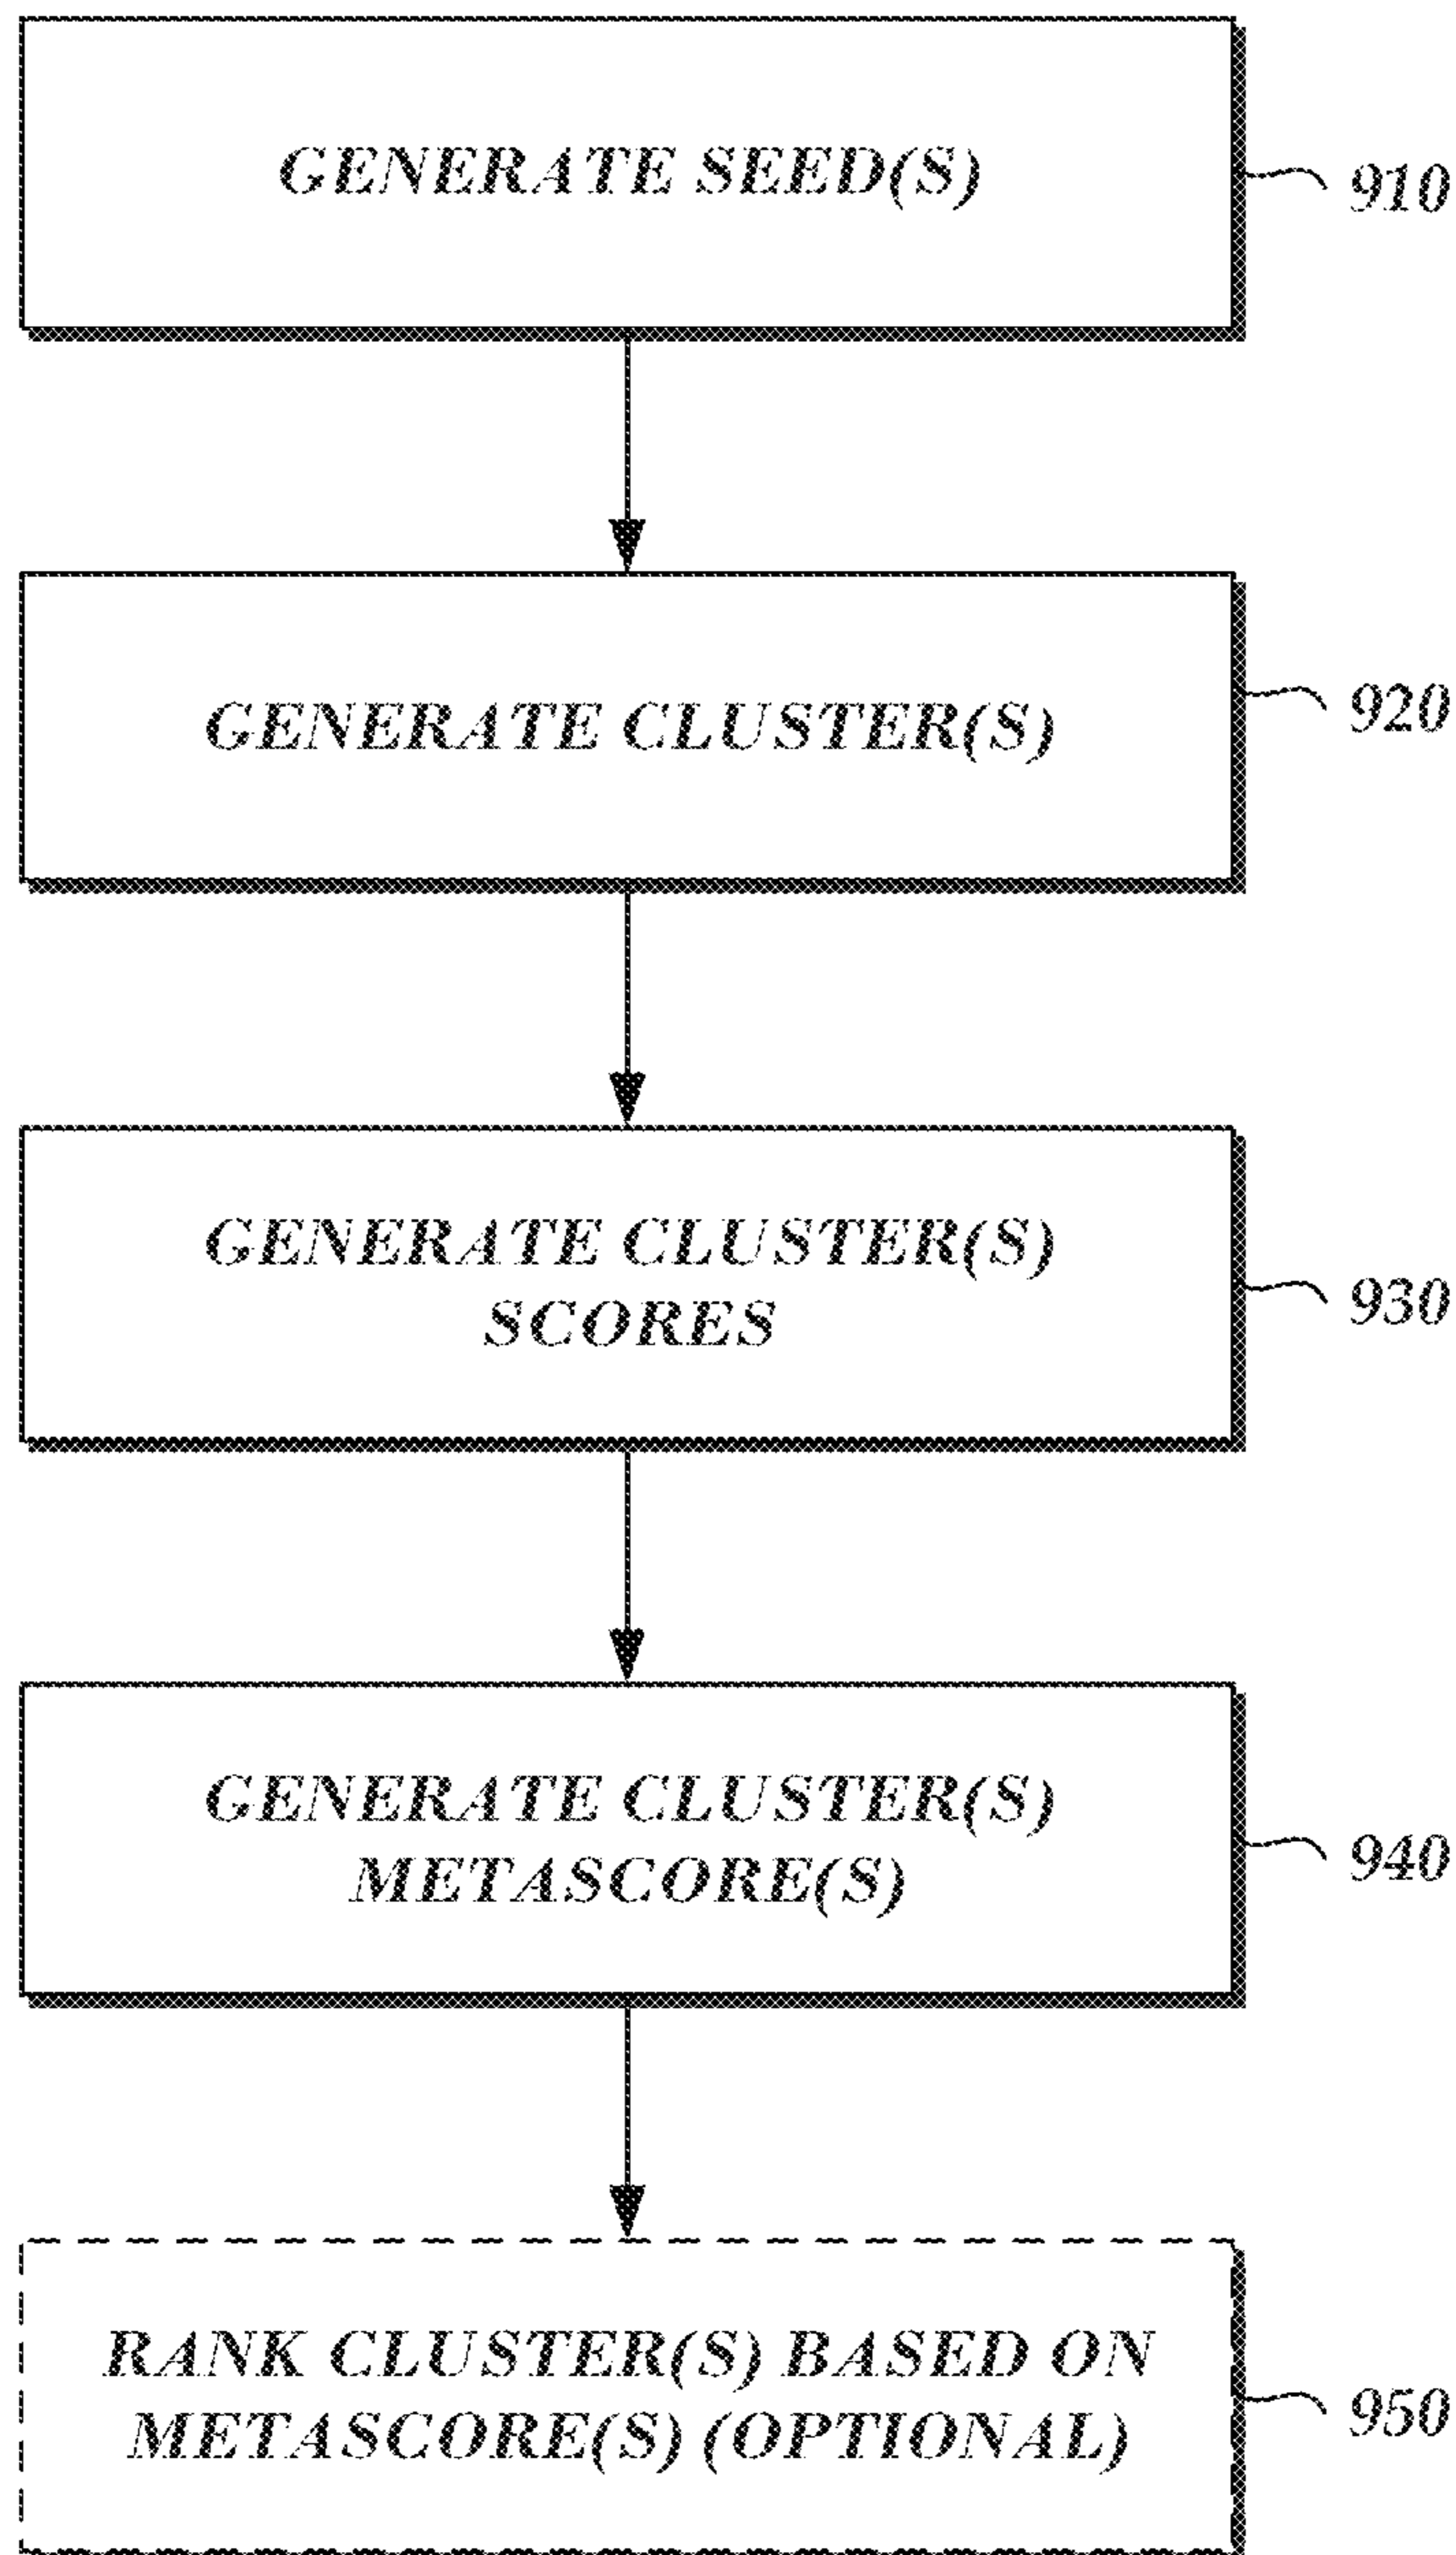 GENERATE SEED(S)
910
GENERATE CLUSTER(S)
920
GENERATE CLUSTER(S)
SCORES
930
GENERATE CLUSTER(S)
METASCORE(S)
940
RANK CLUSTER(S) BASED ON
METASCORE(S) (OPTIONAL)
950